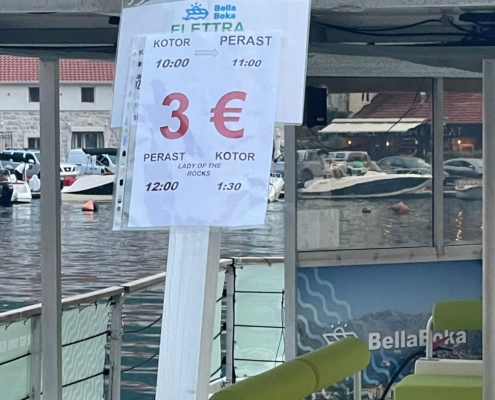 Bella
Boka
ELETTRA
KOTOR ⇨ PERAST
10:00 11:00
3 €
PERAST KOTOR
LADY OF THE
ROCKS
12:00 1:30
BellaBoka